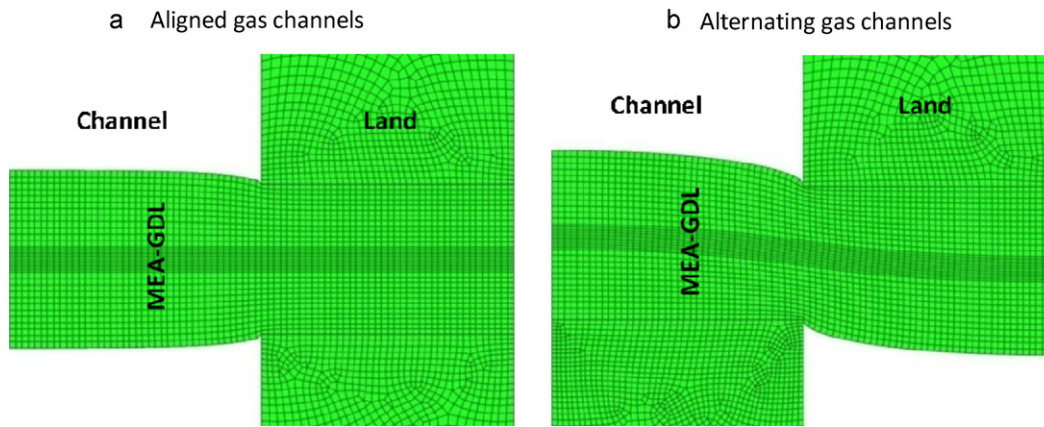 a Aligned gas channels
Channel
Land
MEA-GDL
b Alternating gas channels
Channel
Land
MEA-GDL